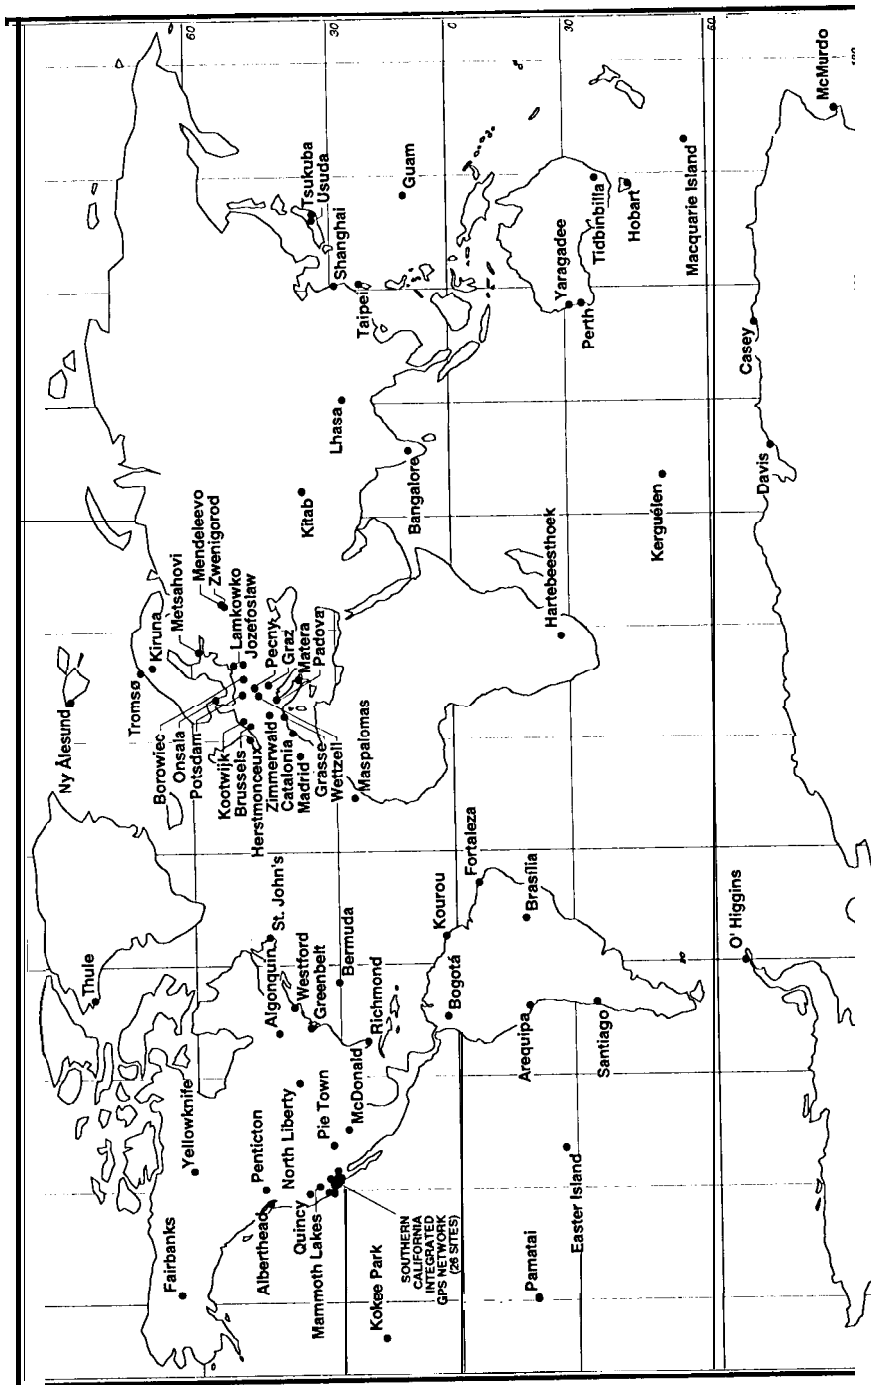 60
30
0
30
60
Ny Ålesund
Thule
Tromsø
Kiruna
Metsahovi
Mendeleevo
Zwenigorod
Fairbanks
Yellowknife
Borowiec
Onsala
Potsdam
Kootwijk
Brussels
Herstmonceux
Zimmerwald
Catalonia
Madrid
Grasse
Wettzell
Lamkowko
Jozefoslaw
Pecny
Graz
Matera
Padova
Penticton
Alberthead
North Liberty
Quincy
Mammoth Lakes
Pie Town
McDonald
Algonquin
St. John's
Westford
Greenbelt
Bermuda
Richmond
SOUTHERN
CALIFORNIA
INTEGRATED
GPS NETWORK
(26 SITES)
Kokee Park
Maspalomas
Kitab
Lhasa
Shanghai
Tsukuba
Usuda
Taipei
Bangalore
Guam
Bogotá
Kourou
Fortaleza
Arequipa
Brasília
Santiago
Pamatai
Easter Island
Hartebeesthoek
Yaragadee
Perth
Tidbinbilla
Hobart
Kerguélen
Macquarie Island
O' Higgins
Davis
Casey
McMurdo